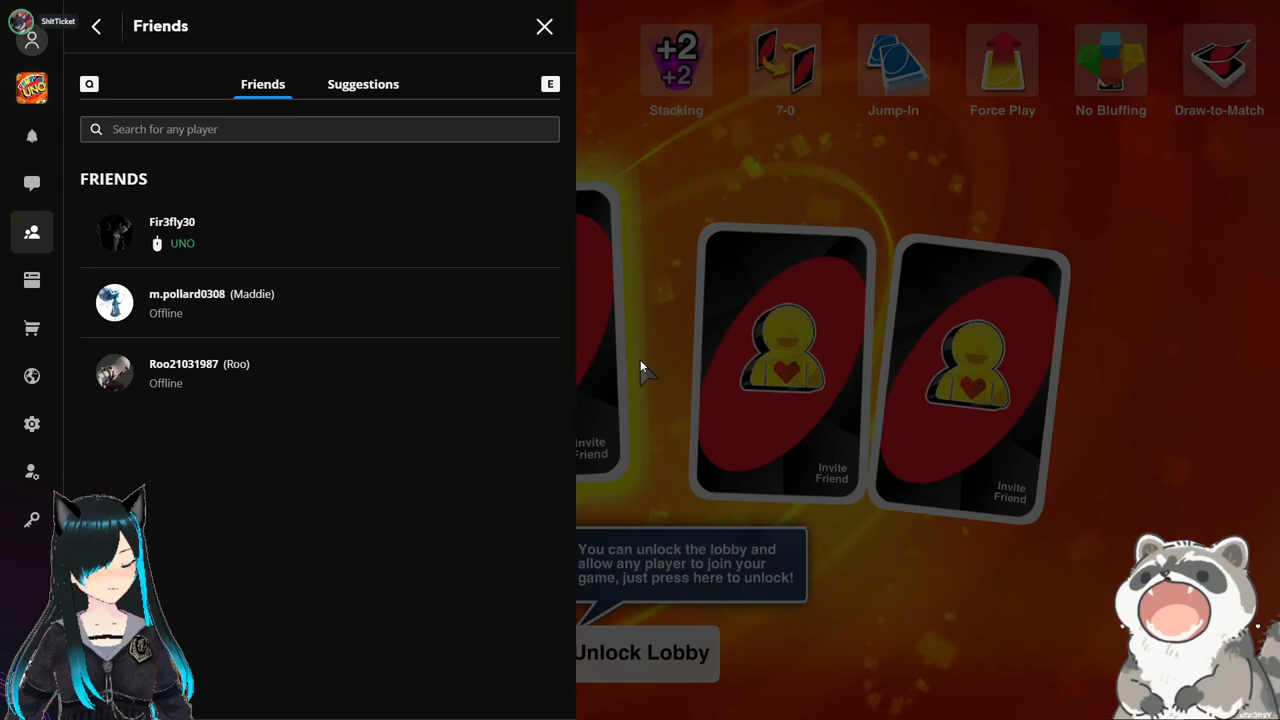 ShitTicket
Friends
Q
Friends
Suggestions
E
Search for any player
FRIENDS
Fir3fly30
UNO
m.pollard0308 (Maddie)
Offline
Roo21031987 (Roo)
Offline
UNO
+2
+2
Stacking
7-0
Jump-In
Force Play
No Bluffing
Draw-to-Match
Invite
Friend
Invite
Friend
Invite
Friend
You can unlock the lobby and
allow any player to join your
game, just press here to unlock!
Unlock Lobby